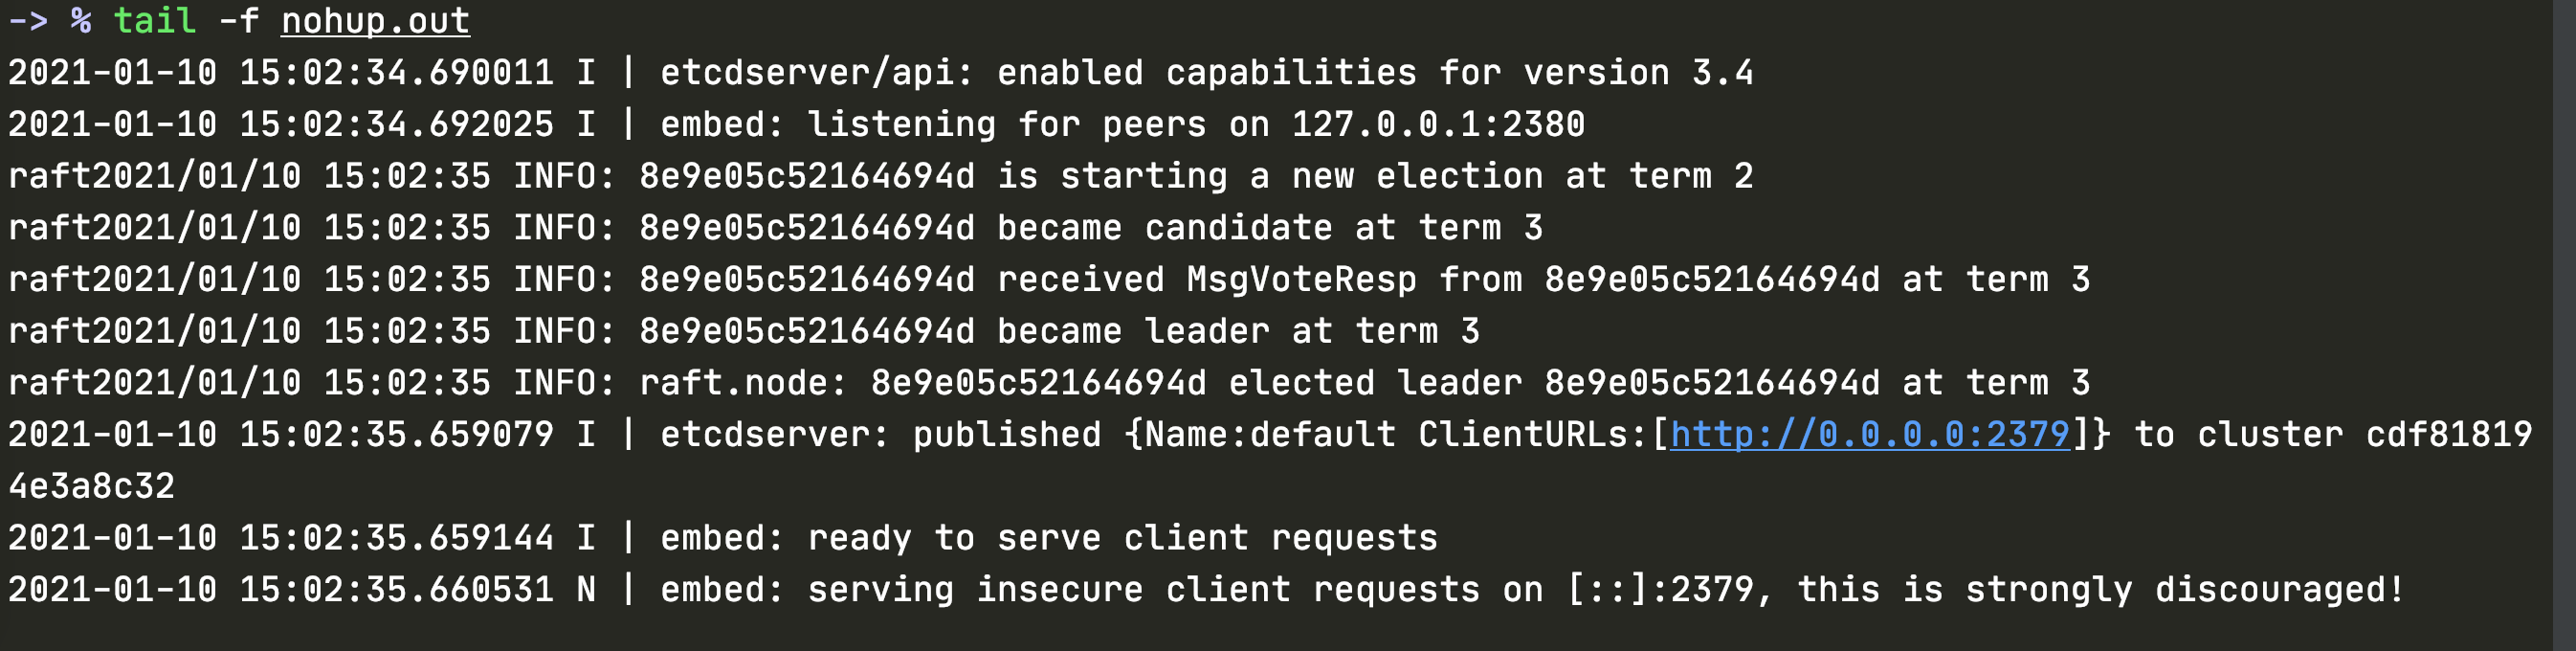 -> % tail -f nohup.out
2021-01-10 15:02:34.690011 I | etcdserver/api: enabled capabilities for version 3.4
2021-01-10 15:02:34.692025 I | embed: listening for peers on 127.0.0.1:2380
raft2021/01/10 15:02:35 INFO: 8e9e05c52164694d is starting a new election at term 2
raft2021/01/10 15:02:35 INFO: 8e9e05c52164694d became candidate at term 3
raft2021/01/10 15:02:35 INFO: 8e9e05c52164694d received MsgVoteResp from 8e9e05c52164694d at term 3
raft2021/01/10 15:02:35 INFO: 8e9e05c52164694d became leader at term 3
raft2021/01/10 15:02:35 INFO: raft.node: 8e9e05c52164694d elected leader 8e9e05c52164694d at term 3
2021-01-10 15:02:35.659079 I | etcdserver: published {Name:default ClientURLs:[http://0.0.0.0:2379]} to cluster cdf81819
4e3a8c32
2021-01-10 15:02:35.659144 I | embed: ready to serve client requests
2021-01-10 15:02:35.660531 N | embed: serving insecure client requests on [::]:2379, this is strongly discouraged!